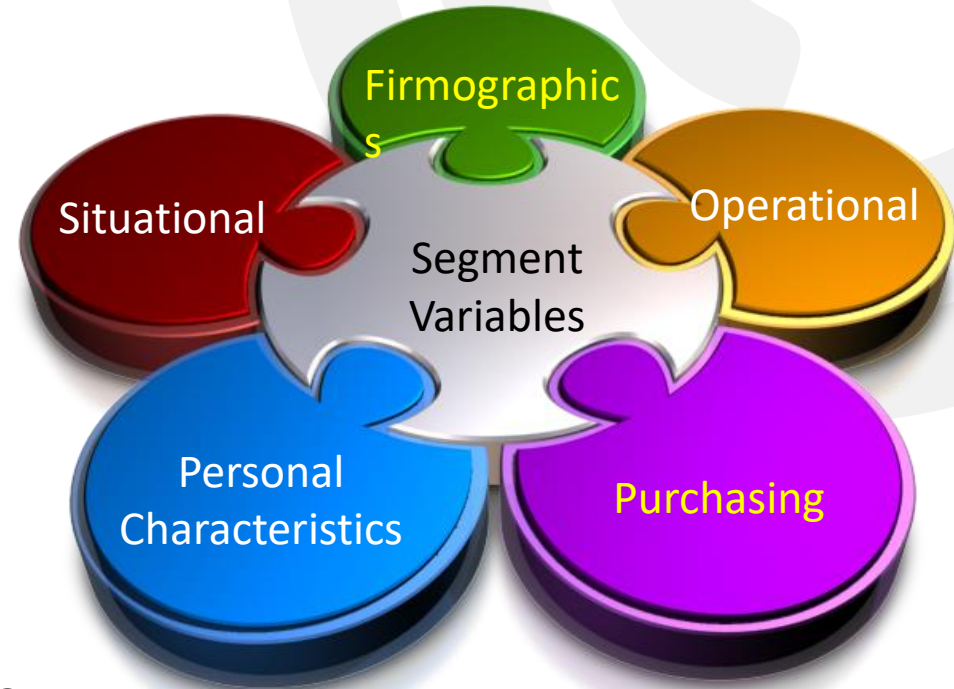 Firmographic
s
Situational
Operational
Segment
Variables
Personal
Characteristics
Purchasing